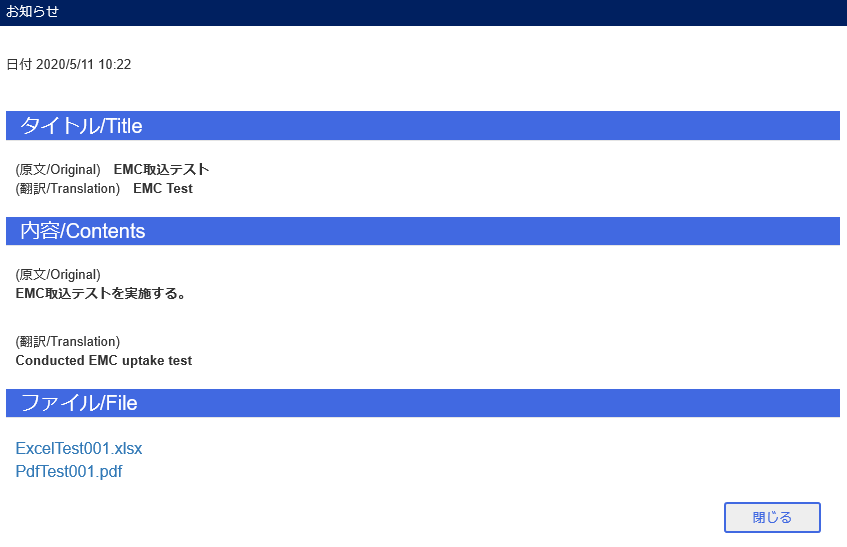 お知らせ
日付 2020/5/11 10:22
タイトル/Title
(原文/Original) EMC取込テスト
(翻訳/Translation) EMC Test
内容/Contents
(原文/Original)
EMC取込テストを実施する。
(翻訳/Translation)
Conducted EMC uptake test
ファイル/File
ExcelTest001.xlsx
PdfTest001.pdf
閉じる